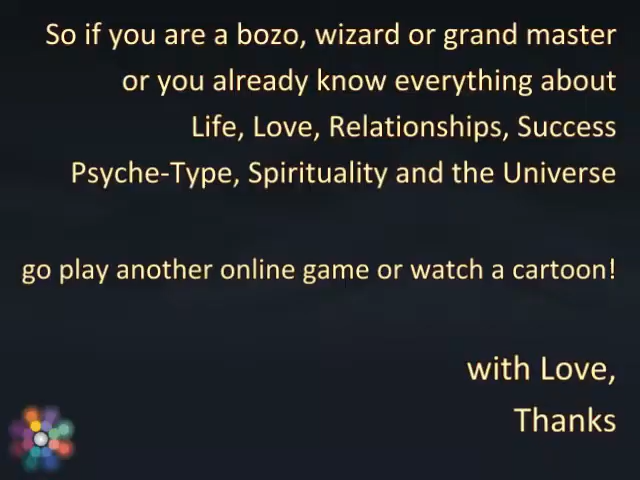 So if you are a bozo, wizard or grand master
or you already know everything about
Life, Love, Relationships, Success
Psyche-Type, Spirituality and the Universe
go play another online game or watch a cartoon!
with Love,
Thanks